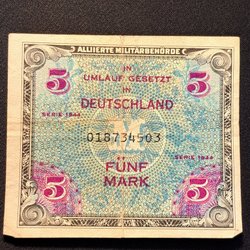 ALLIIERTE MILITÄRBEHÖRDE
5 5
IN
UMLAUF GESETZT
IN
DEUTSCHLAND
SERIE 1944 SERIE 1944
018734503
FÜNF
MARK
5 5